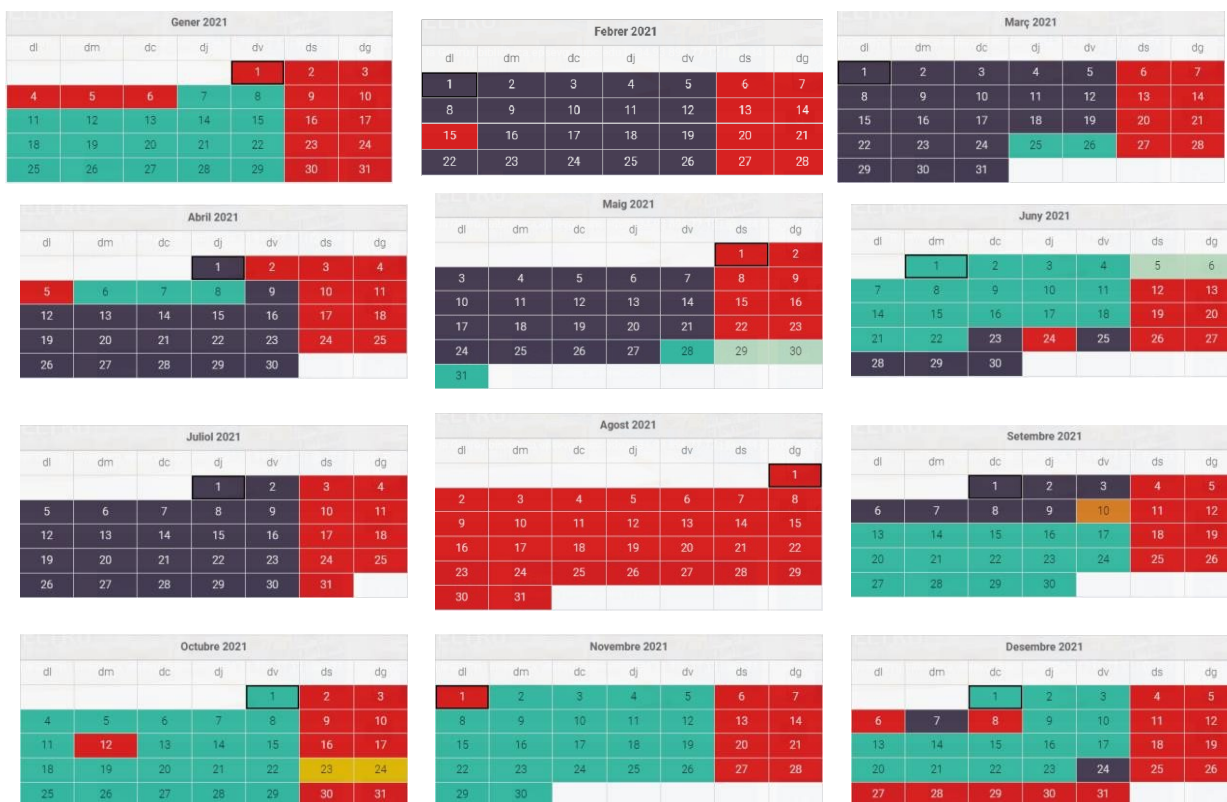 Gener 2021
dl dm dc dj dv ds dg
1 2 3
4 5 6 7 8 9 10
11 12 13 14 15 16 17
18 19 20 21 22 23 24
25 26 27 28 29 30 31
Febrer 2021
dl dm dc dj dv ds dg
1 2 3 4 5 6 7
8 9 10 11 12 13 14
15 16 17 18 19 20 21
22 23 24 25 26 27 28
Març 2021
dl dm dc dj dv ds dg
1 2 3 4 5 6 7
8 9 10 11 12 13 14
15 16 17 18 19 20 21
22 23 24 25 26 27 28
29 30 31
Abril 2021
dl dm dc dj dv ds dg
1 2 3 4
5 6 7 8 9 10 11
12 13 14 15 16 17 18
19 20 21 22 23 24 25
26 27 28 29 30
Maig 2021
dl dm dc dj dv ds dg
1 2
3 4 5 6 7 8 9
10 11 12 13 14 15 16
17 18 19 20 21 22 23
24 25 26 27 28 29 30
31
Juny 2021
dl dm dc dj dv ds dg
1 2 3 4 5 6
7 8 9 10 11 12 13
14 15 16 17 18 19 20
21 22 23 24 25 26 27
28 29 30
Juliol 2021
dl dm dc dj dv ds dg
1 2 3 4
5 6 7 8 9 10 11
12 13 14 15 16 17 18
19 20 21 22 23 24 25
26 27 28 29 30 31
Agost 2021
dl dm dc dj dv ds dg
1
2 3 4 5 6 7 8
9 10 11 12 13 14 15
16 17 18 19 20 21 22
23 24 25 26 27 28 29
30 31
Setembre 2021
dl dm dc dj dv ds dg
1 2 3 4 5
6 7 8 9 10 11 12
13 14 15 16 17 18 19
20 21 22 23 24 25 26
27 28 29 30
Octubre 2021
dl dm dc dj dv ds dg
1 2 3
4 5 6 7 8 9 10
11 12 13 14 15 16 17
18 19 20 21 22 23 24
25 26 27 28 29 30 31
Novembre 2021
dl dm dc dj dv ds dg
1 2 3 4 5 6 7
8 9 10 11 12 13 14
15 16 17 18 19 20 21
22 23 24 25 26 27 28
29 30
Desembre 2021
dl dm dc dj dv ds dg
1 2 3 4 5
6 7 8 9 10 11 12
13 14 15 16 17 18 19
20 21 22 23 24 25 26
27 28 29 30 31